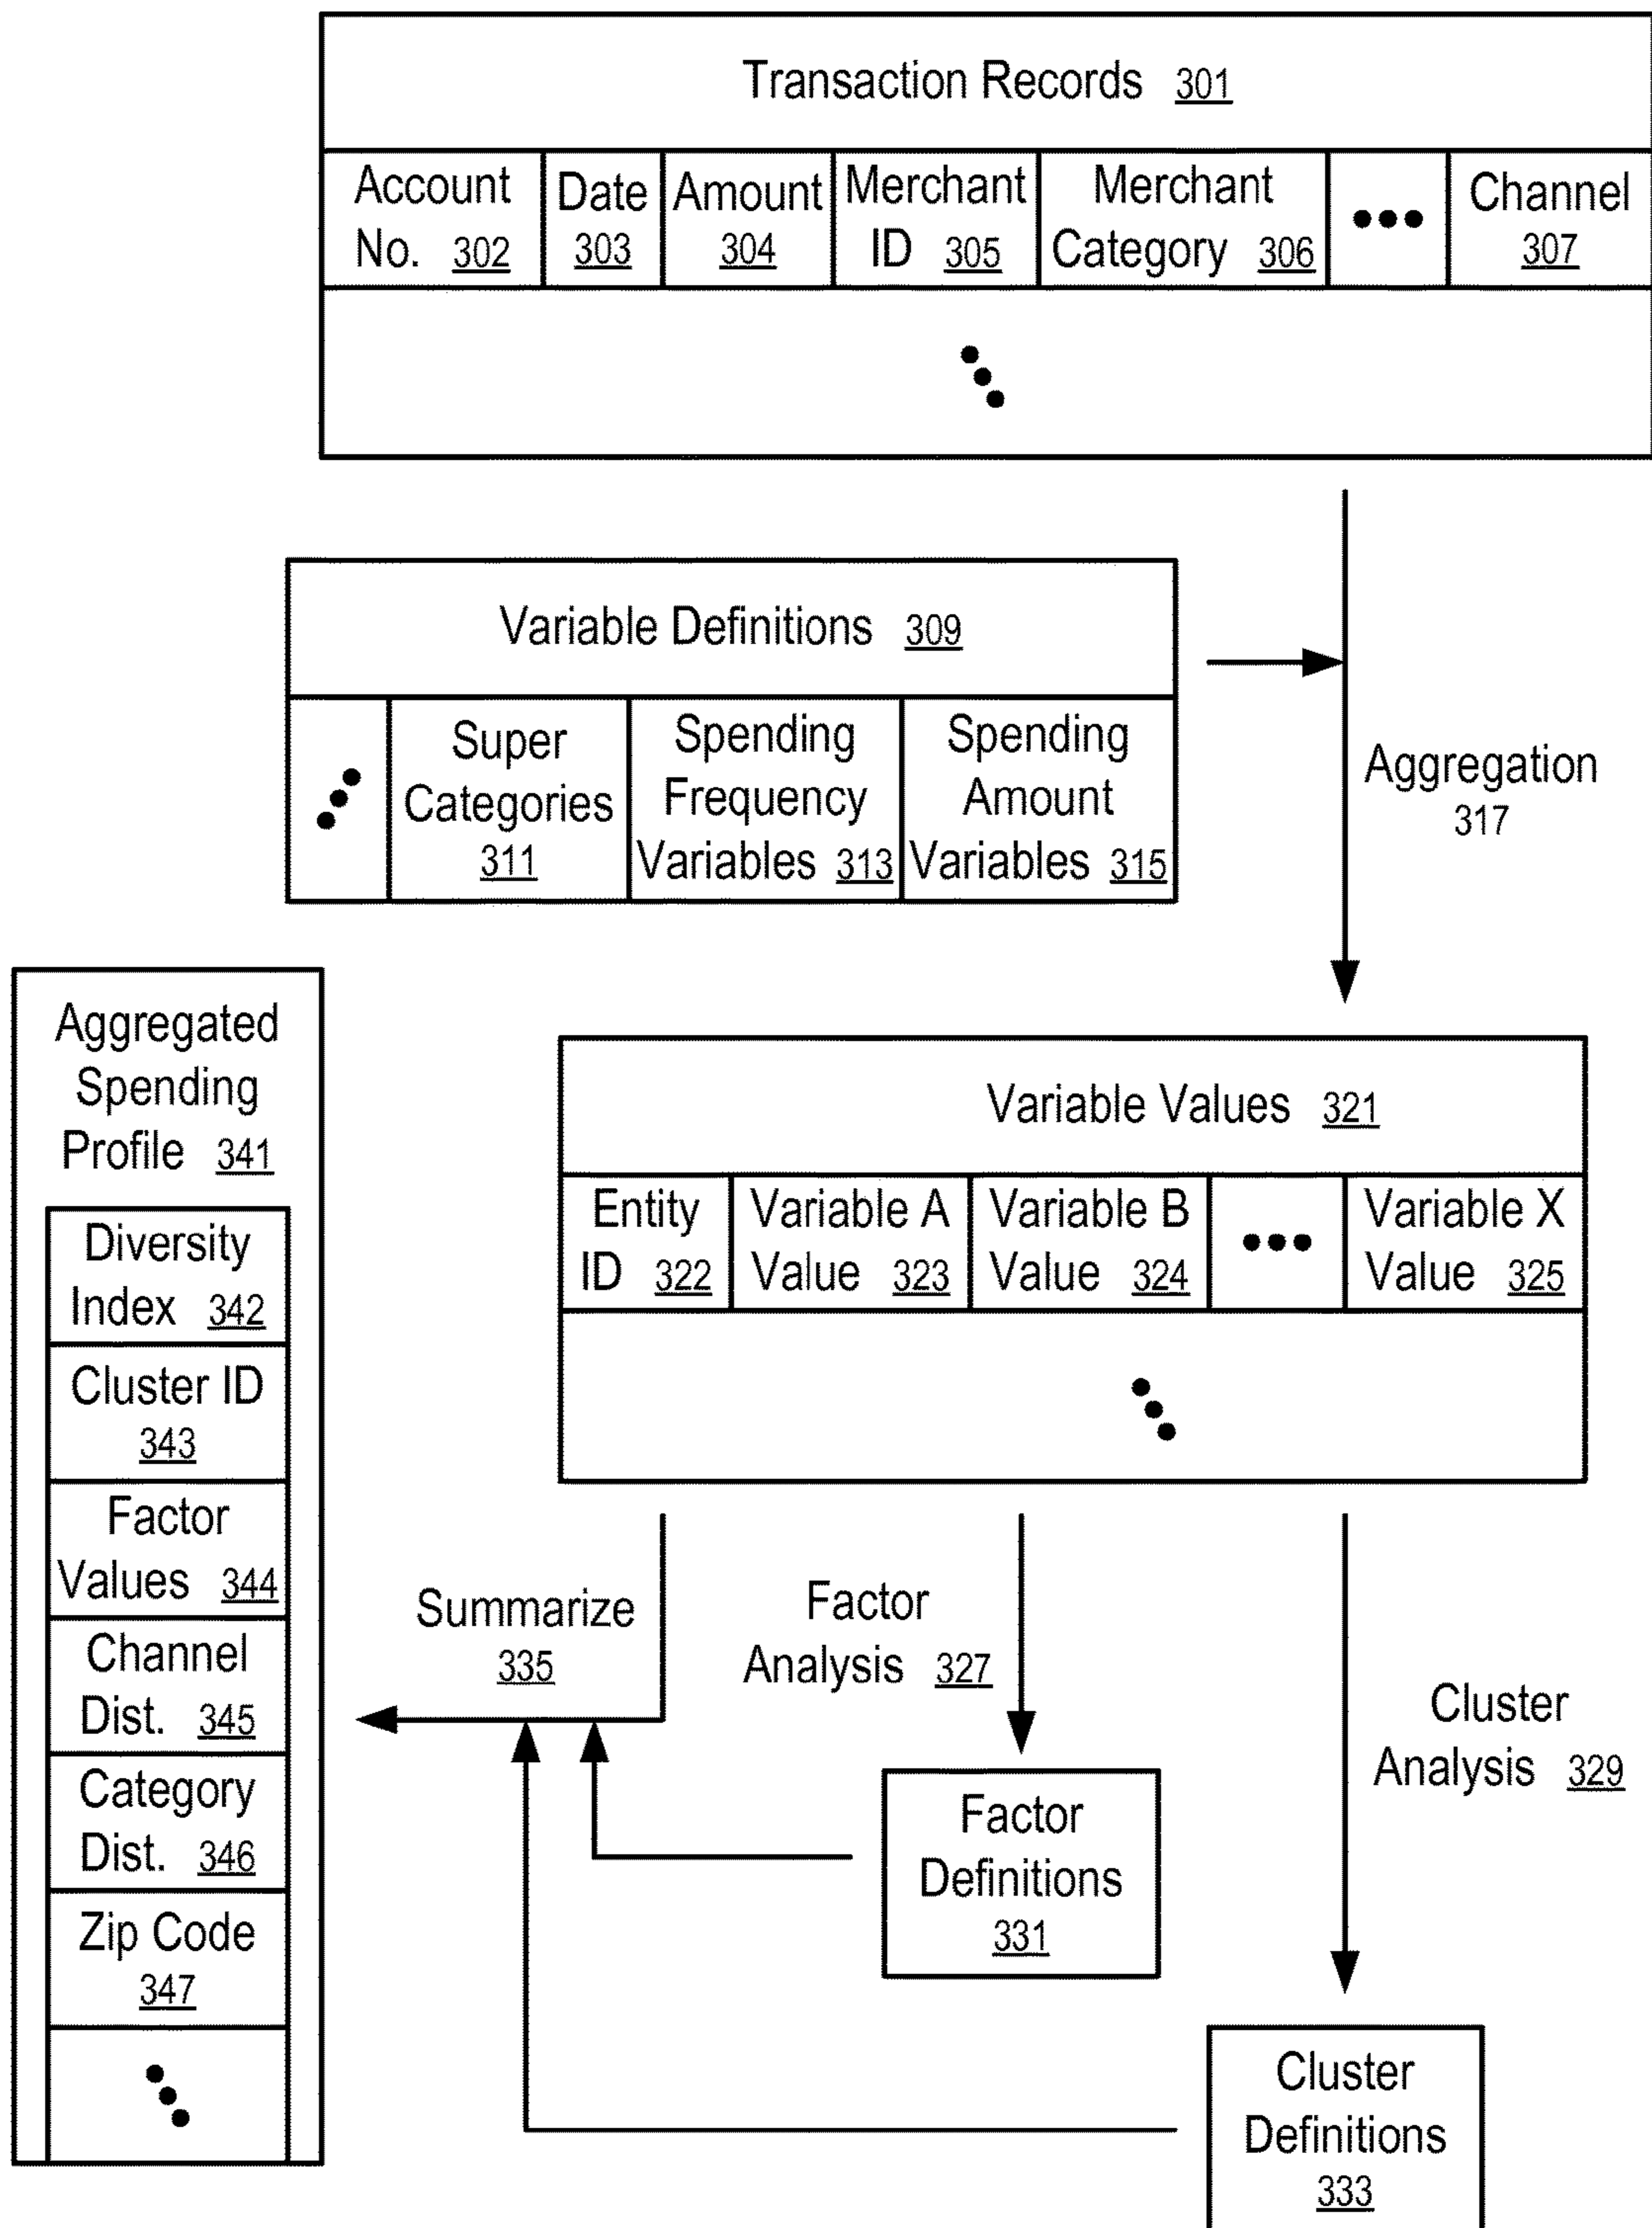 Transaction Records 301
Account
No. 302
Date
303
Amount
304
Merchant
ID 305
Merchant
Category 306
Channel
307
Variable Definitions 309
Super
Categories
311
Spending
Frequency
Variables 313
Spending
Amount
Variables 315
Aggregation
317
Aggregated
Spending
Profile 341
Diversity
Index 342
Cluster ID
343
Factor
Values 344
Channel
Dist. 345
Category
Dist. 346
Zip Code
347
Variable Values 321
Entity
ID 322
Variable A
Value 323
Variable B
Value 324
Variable X
Value 325
Summarize
335
Factor
Analysis 327
Cluster
Analysis 329
Factor
Definitions
331
Cluster
Definitions
333